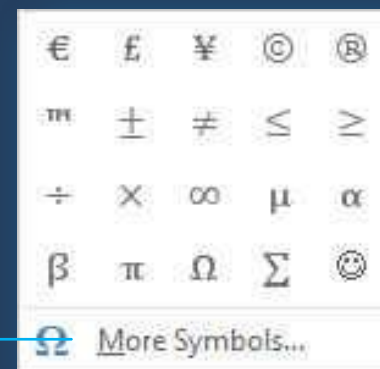 € £ ¥ © ®
™ ± ≠ ≤ ≥
÷ × ∞ µ α
β π Ω Σ ☺
Ω More Symbols...